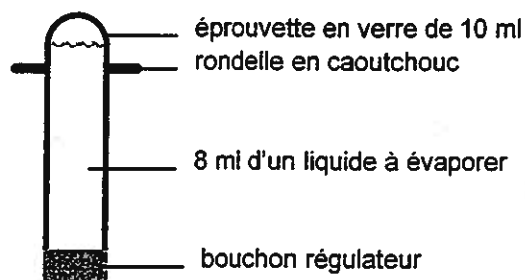 éprouvette en verre de 10 ml
rondelle en caoutchouc
8 ml d'un liquide à évaporer
bouchon régulateur